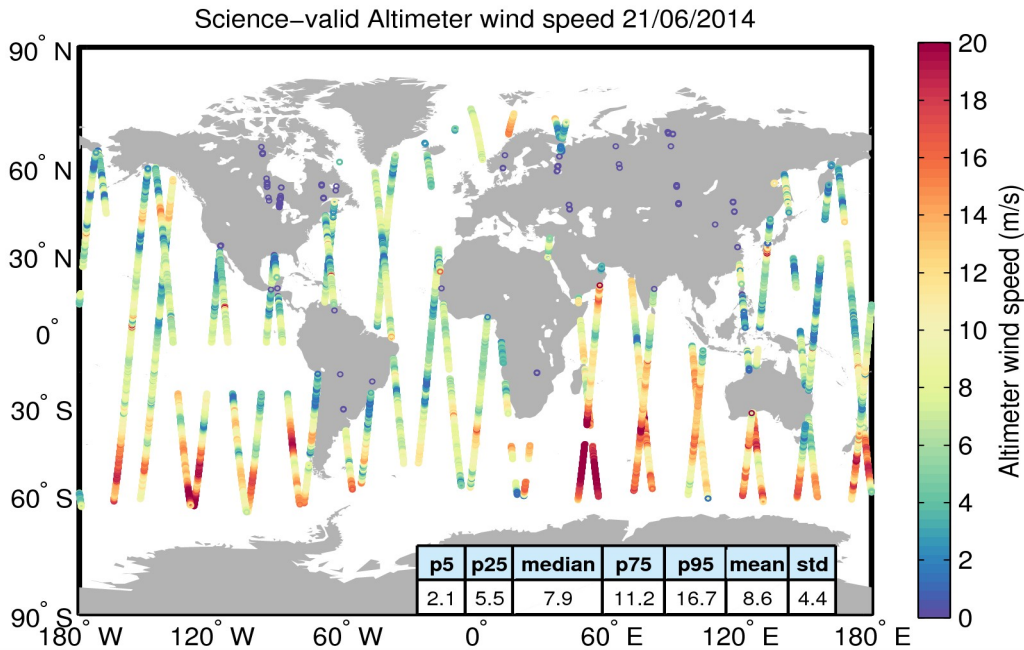 Science−valid Altimeter wind speed 21/06/2014
90° N
60° N
30° N
0°
30° S
60° S
90° S
180° W
120° W
60° W
0°
60° E
120° E
180° E
p5 p25 median p75 p95 mean std
2.1 5.5 7.9 11.2 16.7 8.6 4.4
20
18
16
14
12
10
8
6
4
2
0
Altimeter wind speed (m/s)